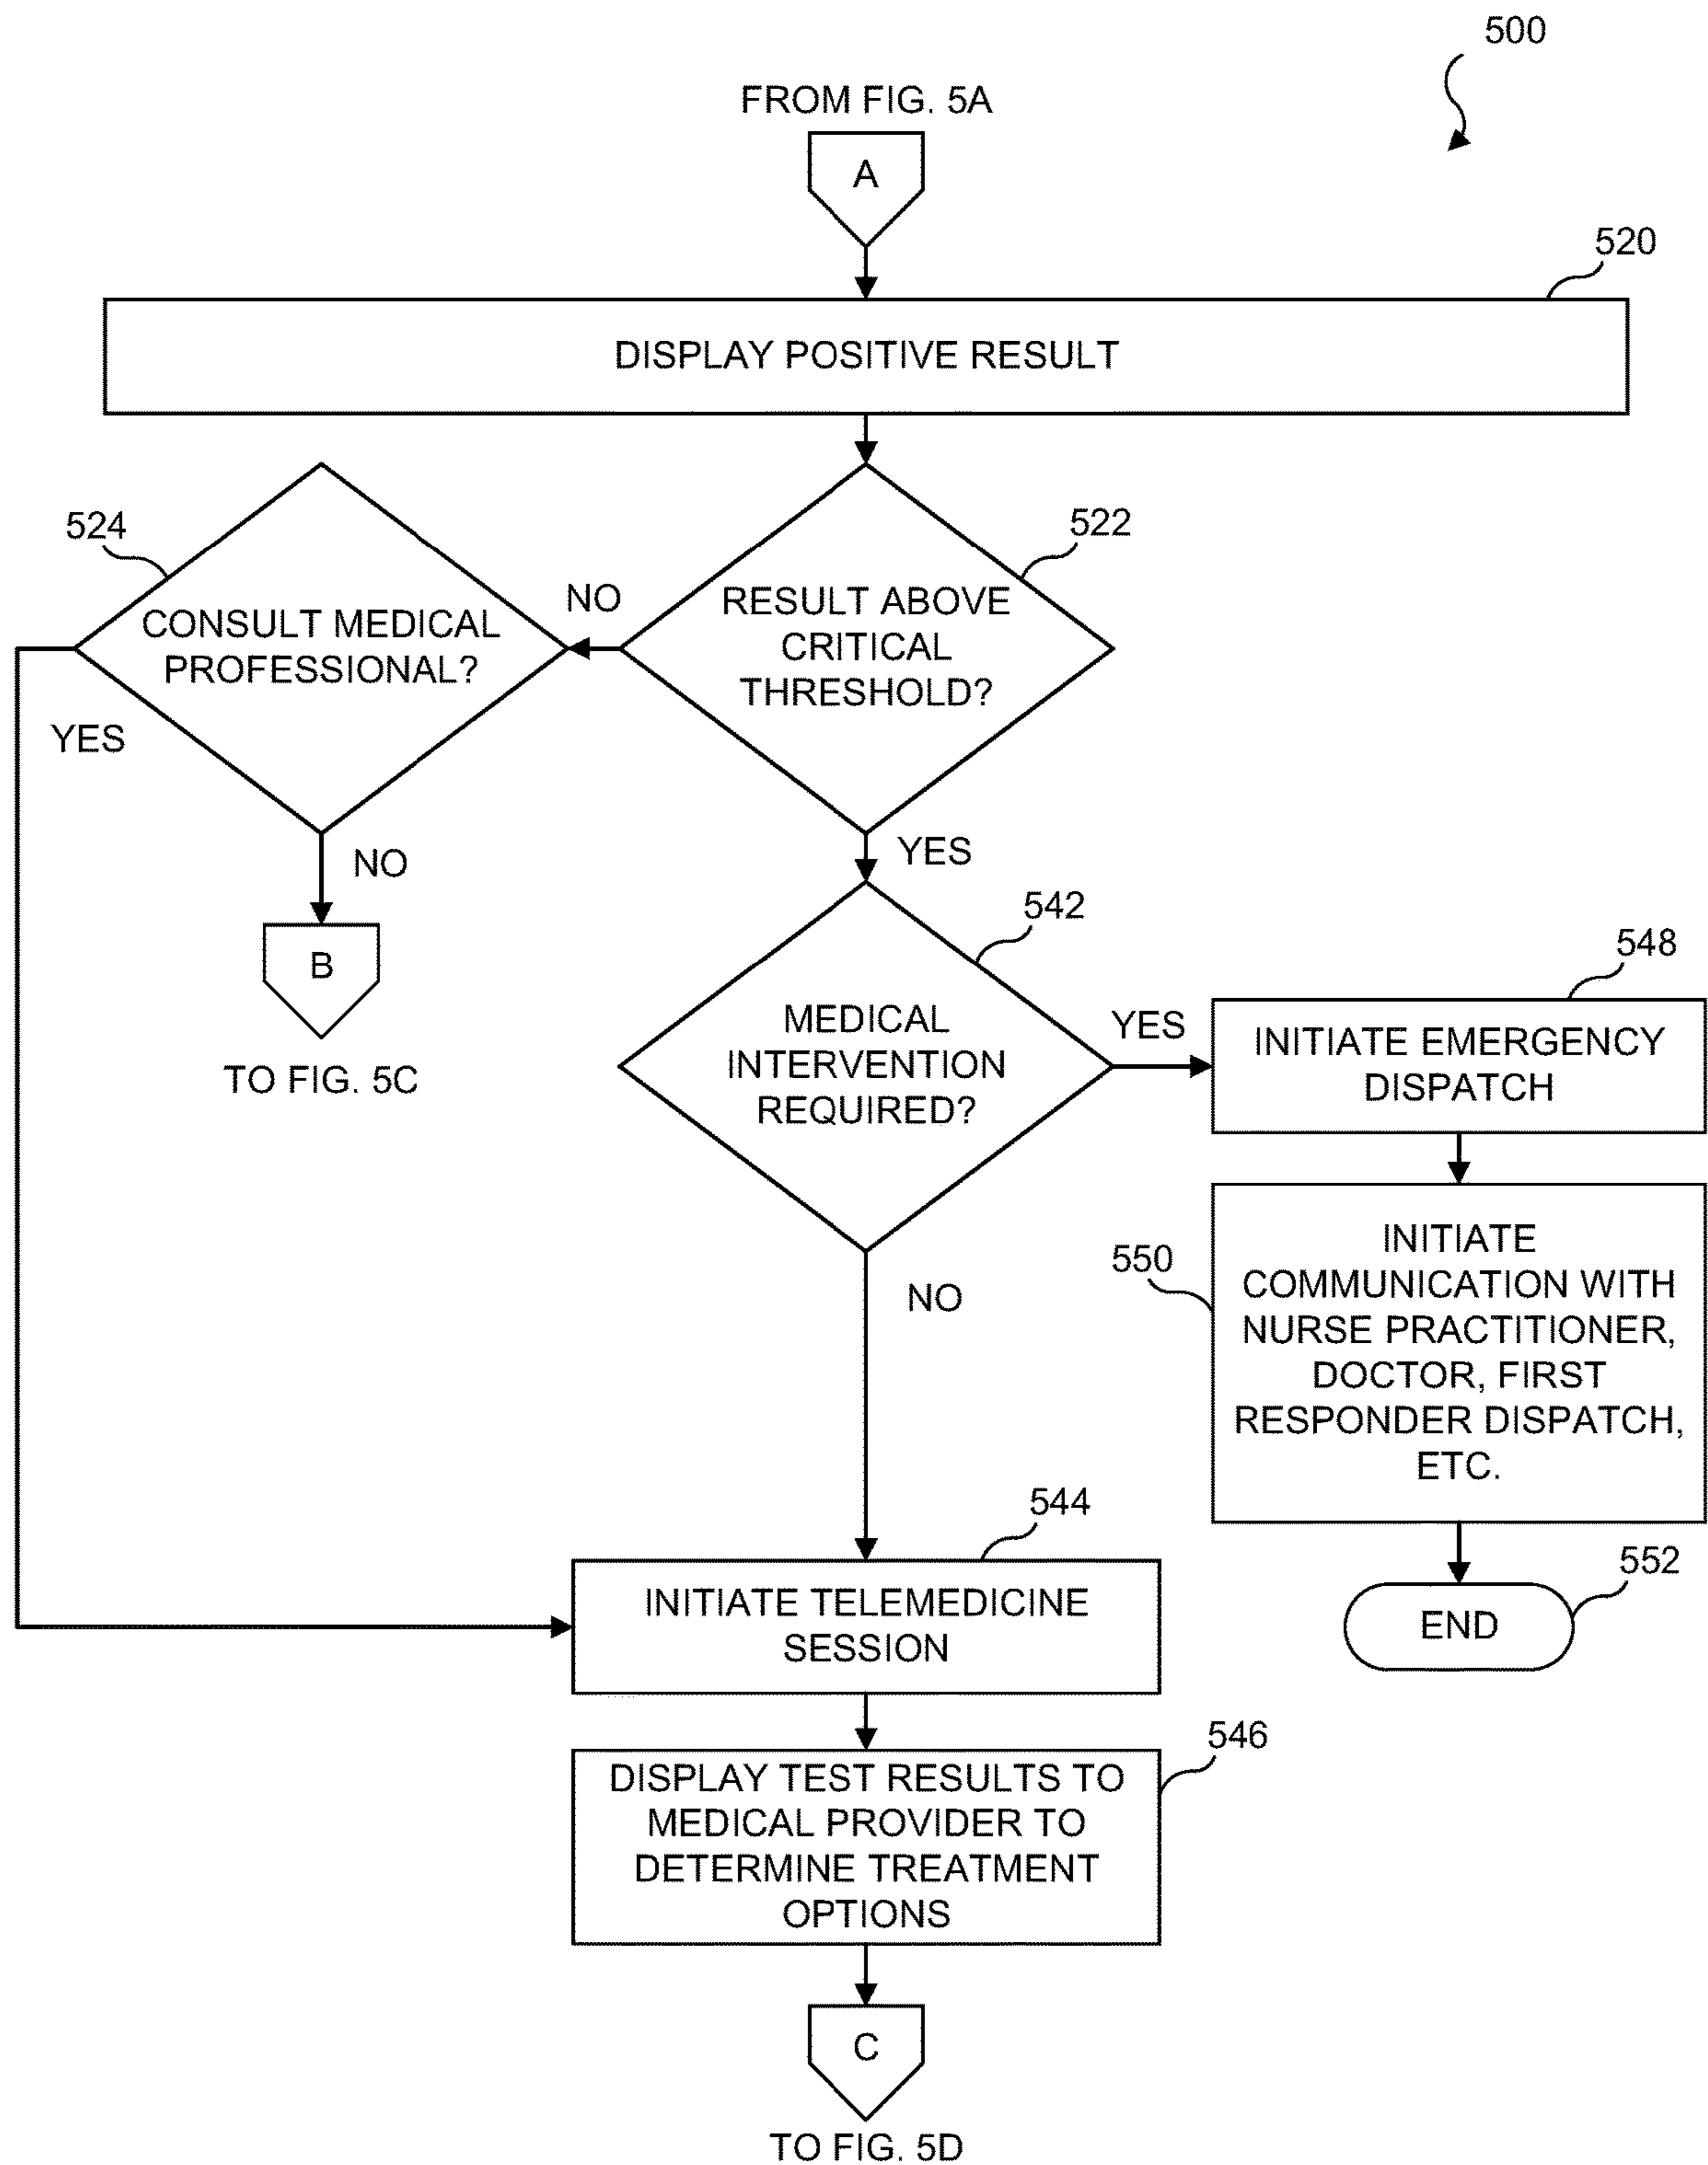 500
FROM FIG. 5A
A
520
DISPLAY POSITIVE RESULT
524
CONSULT MEDICAL
PROFESSIONAL?
YES
NO
B
TO FIG. 5C
NO
522
RESULT ABOVE
CRITICAL
THRESHOLD?
YES
542
MEDICAL
INTERVENTION
REQUIRED?
YES
548
INITIATE EMERGENCY
DISPATCH
550
INITIATE
COMMUNICATION WITH
NURSE PRACTITIONER,
DOCTOR, FIRST
RESPONDER DISPATCH,
ETC.
552
END
NO
544
INITIATE TELEMEDICINE
SESSION
546
DISPLAY TEST RESULTS TO
MEDICAL PROVIDER TO
DETERMINE TREATMENT
OPTIONS
C
TO FIG. 5D